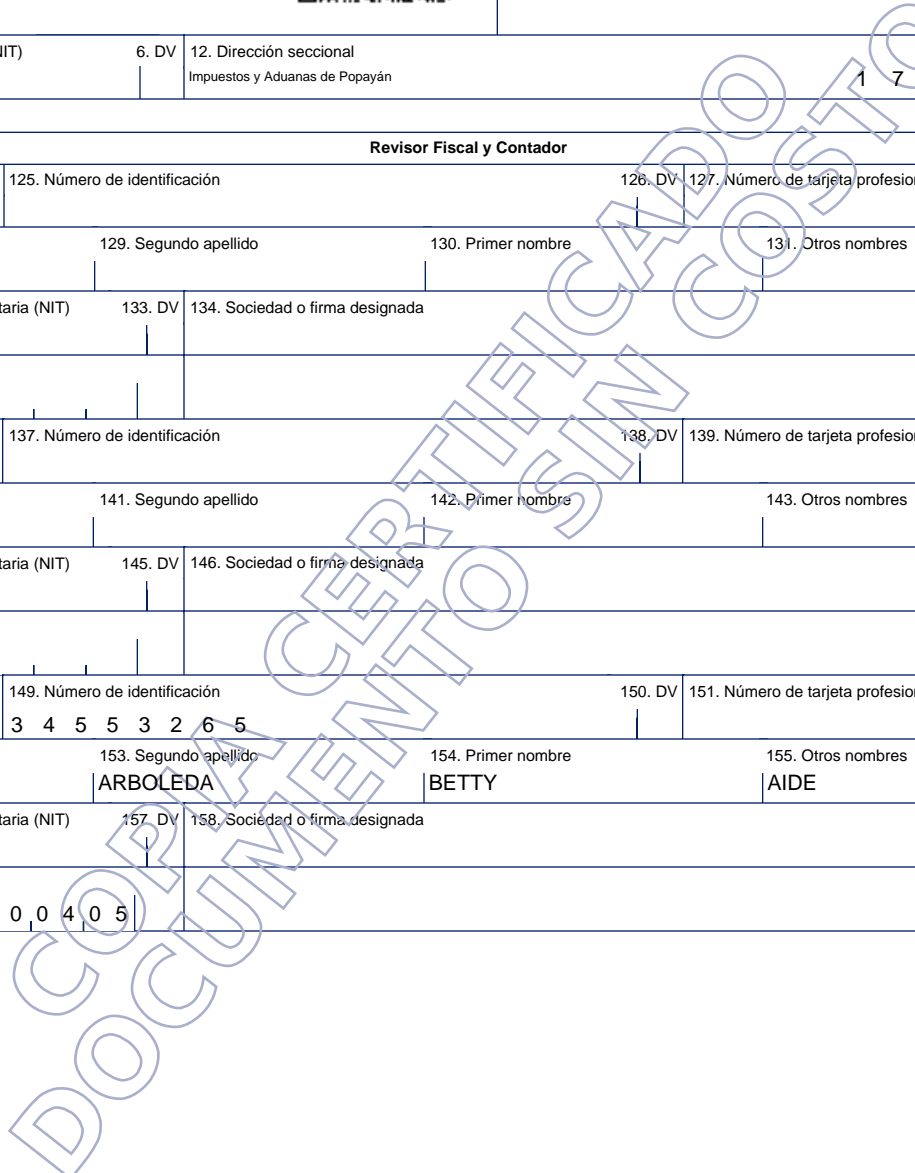 NIT) 6. DV 12. Dirección seccional
Impuestos y Aduanas de Popayán 1 7
Revisor Fiscal y Contador
125. Número de identificación 126. DV 127. Número de tarjeta profesion
129. Segundo apellido 130. Primer nombre 131. Otros nombres
taria (NIT) 133. DV 134. Sociedad o firma designada
137. Número de identificación 138. DV 139. Número de tarjeta profesion
141. Segundo apellido 142. Primer nombre 143. Otros nombres
taria (NIT) 145. DV 146. Sociedad o firma designada
149. Número de identificación 150. DV 151. Número de tarjeta profesion
3 4 5 5 3 2 6 5
153. Segundo apellido 154. Primer nombre 155. Otros nombres
ARBOLEDA BETTY AIDE
taria (NIT) 157. DV 158. Sociedad o firma designada
0 0 4 0 5
COPIA CERTIFICADO
DOCUMENTO SIN COSTO